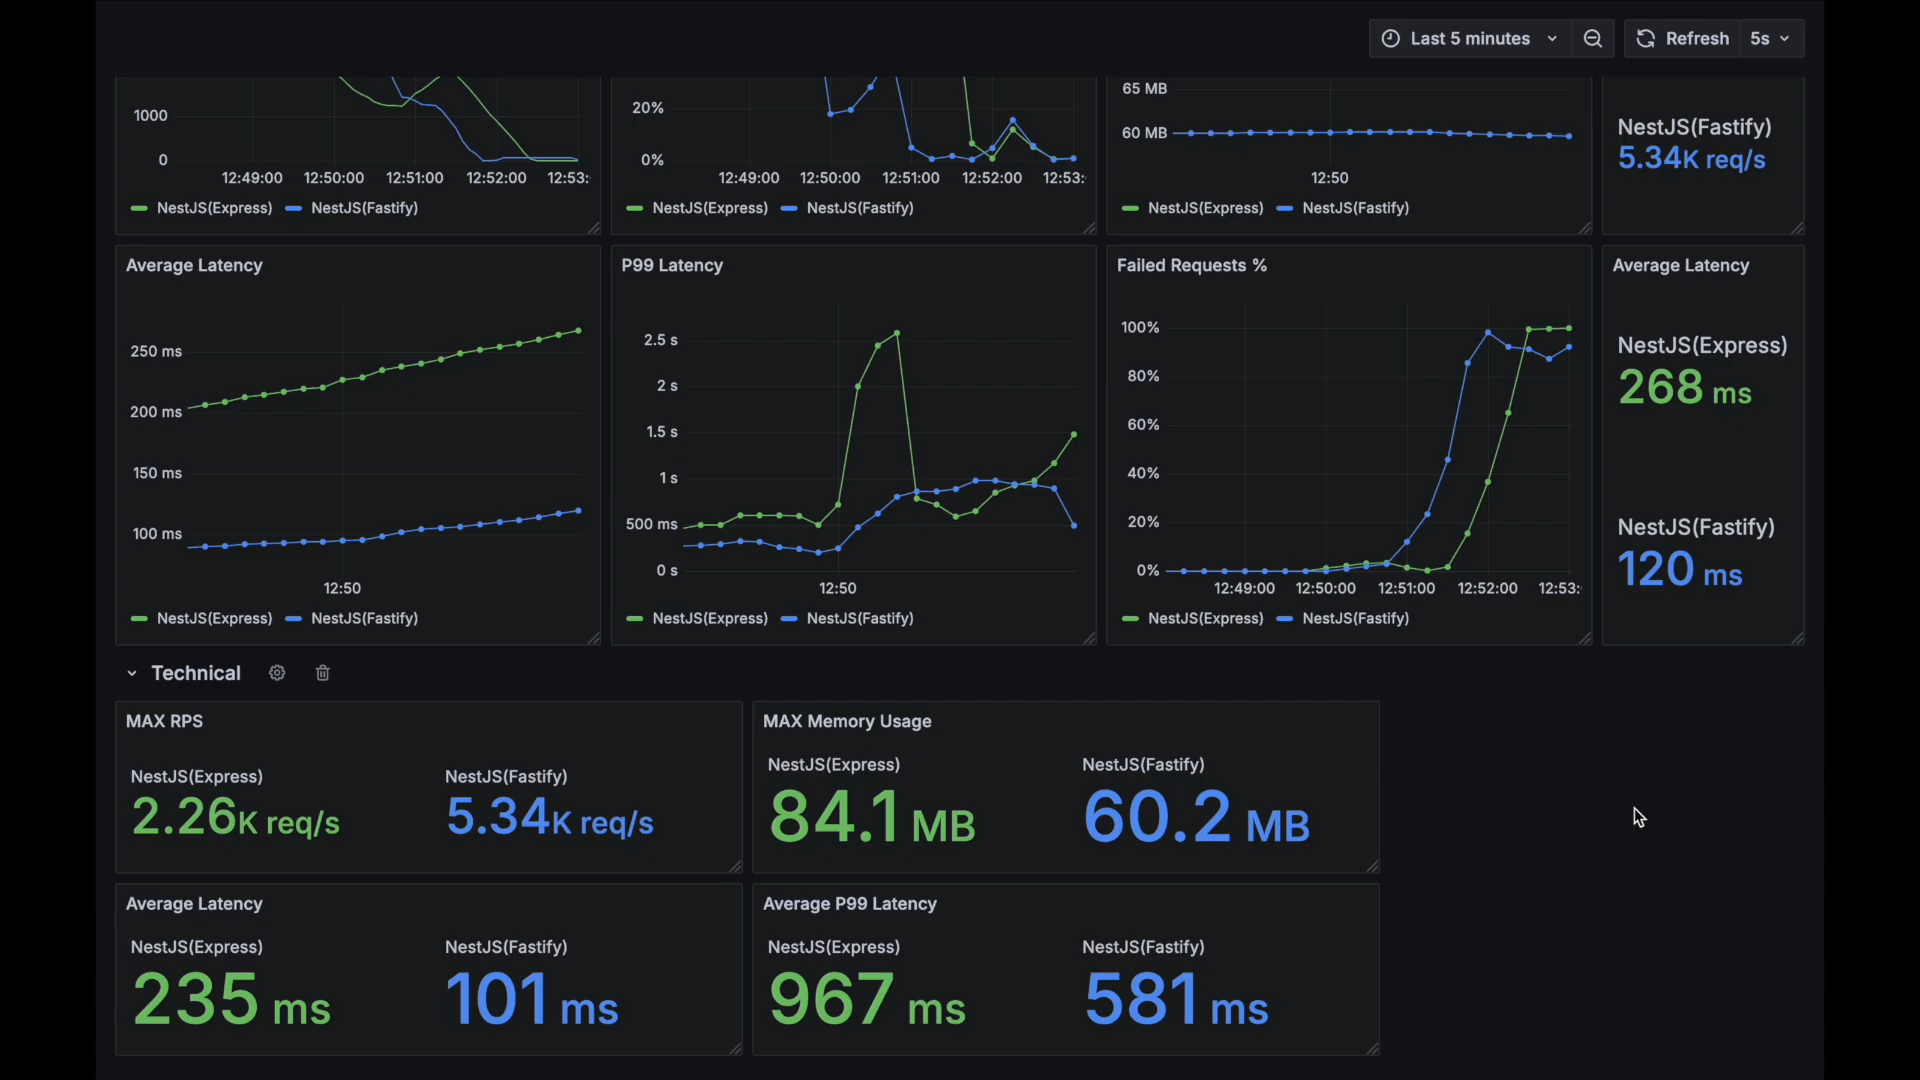 Last 5 minutes
Refresh
5s
1000
0
12:49:00 12:50:00 12:51:00 12:52:00 12:53:
NestJS(Express) NestJS(Fastify)
20%
0%
12:49:00 12:50:00 12:51:00 12:52:00 12:53:
NestJS(Express) NestJS(Fastify)
65 MB
60 MB
12:50
NestJS(Express) NestJS(Fastify)
NestJS(Fastify)
5.34K req/s
Average Latency
250 ms
200 ms
150 ms
100 ms
12:50
NestJS(Express) NestJS(Fastify)
P99 Latency
2.5 s
2 s
1.5 s
1 s
500 ms
0 s
12:50
NestJS(Express) NestJS(Fastify)
Failed Requests %
100%
80%
60%
40%
20%
0%
12:49:00 12:50:00 12:51:00 12:52:00 12:53:
NestJS(Express) NestJS(Fastify)
Average Latency
NestJS(Express)
268 ms
NestJS(Fastify)
120 ms
Technical
MAX RPS
NestJS(Express) NestJS(Fastify)
2.26K req/s 5.34K req/s
MAX Memory Usage
NestJS(Express) NestJS(Fastify)
84.1 MB 60.2 MB
Average Latency
NestJS(Express) NestJS(Fastify)
235 ms 101 ms
Average P99 Latency
NestJS(Express) NestJS(Fastify)
967 ms 581 ms